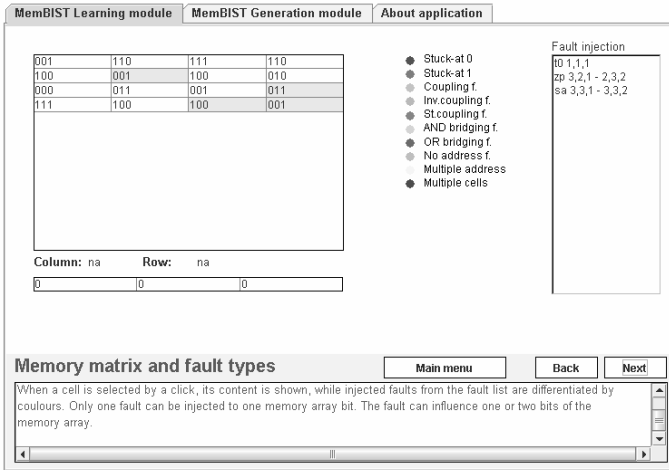 MemBIST Learning module MemBIST Generation module About application
Fault injection
001 110 111 110
100 001 100 010
000 011 001 011
111 100 100 001
Stuck-at 0
Stuck-at 1
Coupling f.
Inv.coupling f.
St.coupling f.
AND bridging f.
OR bridging f.
No address f.
Multiple address
Multiple cells
t0 1,1,1
zp 3,2,1 - 2,3,2
sa 3,3,1 - 3,3,2
Column: na Row: na
0 0 0
Memory matrix and fault types
Main menu Back Next
When a cell is selected by a click, its content is shown, while injected faults from the fault list are differentiated by
coulours. Only one fault can be injected to one memory array bit. The fault can influence one or two bits of the
memory array.